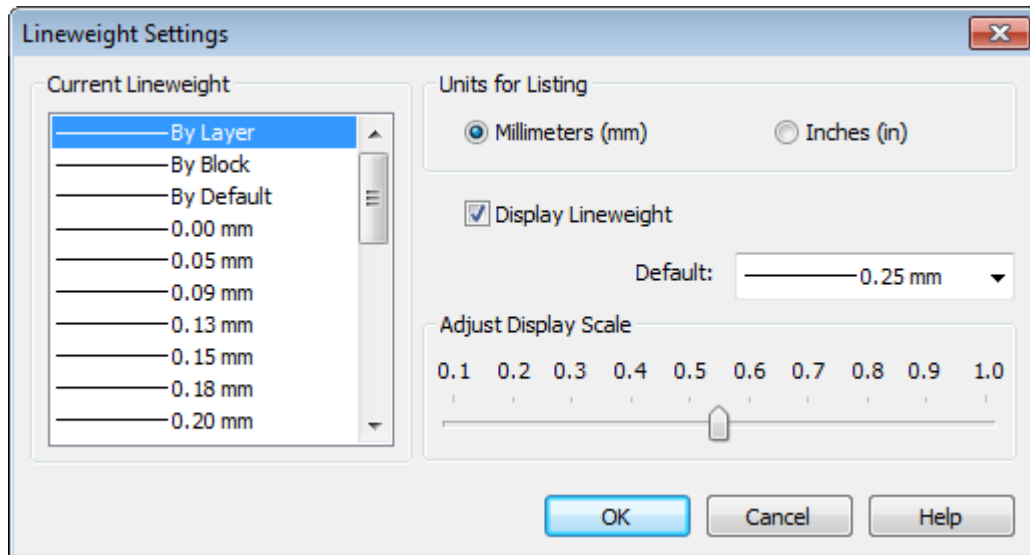 Lineweight Settings
Current Lineweight
By Layer
By Block
By Default
0.00 mm
0.05 mm
0.09 mm
0.13 mm
0.15 mm
0.18 mm
0.20 mm
Units for Listing
Millimeters (mm)
Inches (in)
Display Lineweight
Default:
0.25 mm
Adjust Display Scale
0.1 0.2 0.3 0.4 0.5 0.6 0.7 0.8 0.9 1.0
OK
Cancel
Help